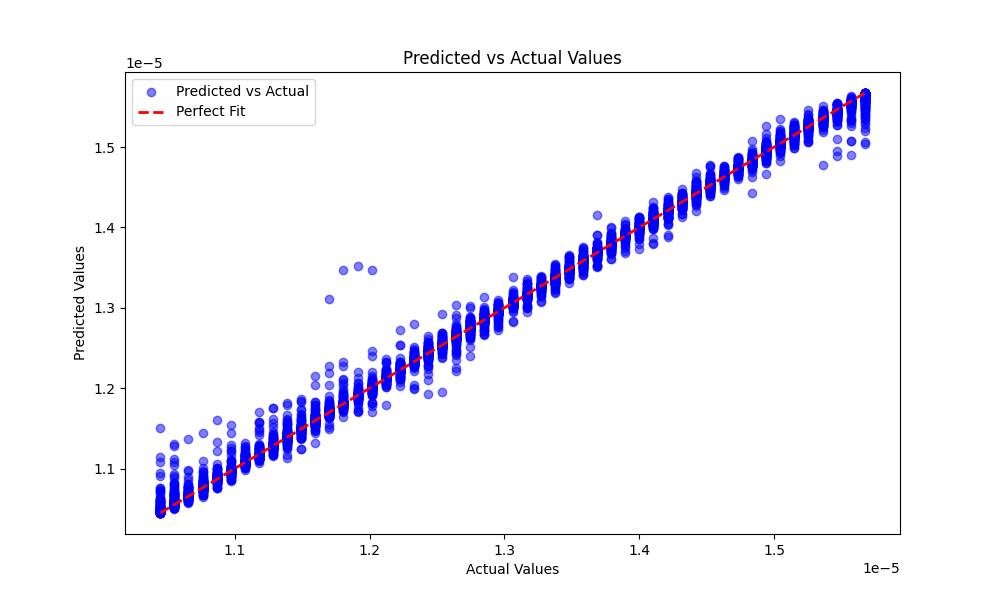 Predicted vs Actual Values
1e−5
Predicted vs Actual
Perfect Fit
1.5
1.4
1.3
1.2
1.1
Predicted Values
1.1 1.2 1.3 1.4 1.5
Actual Values
1e−5